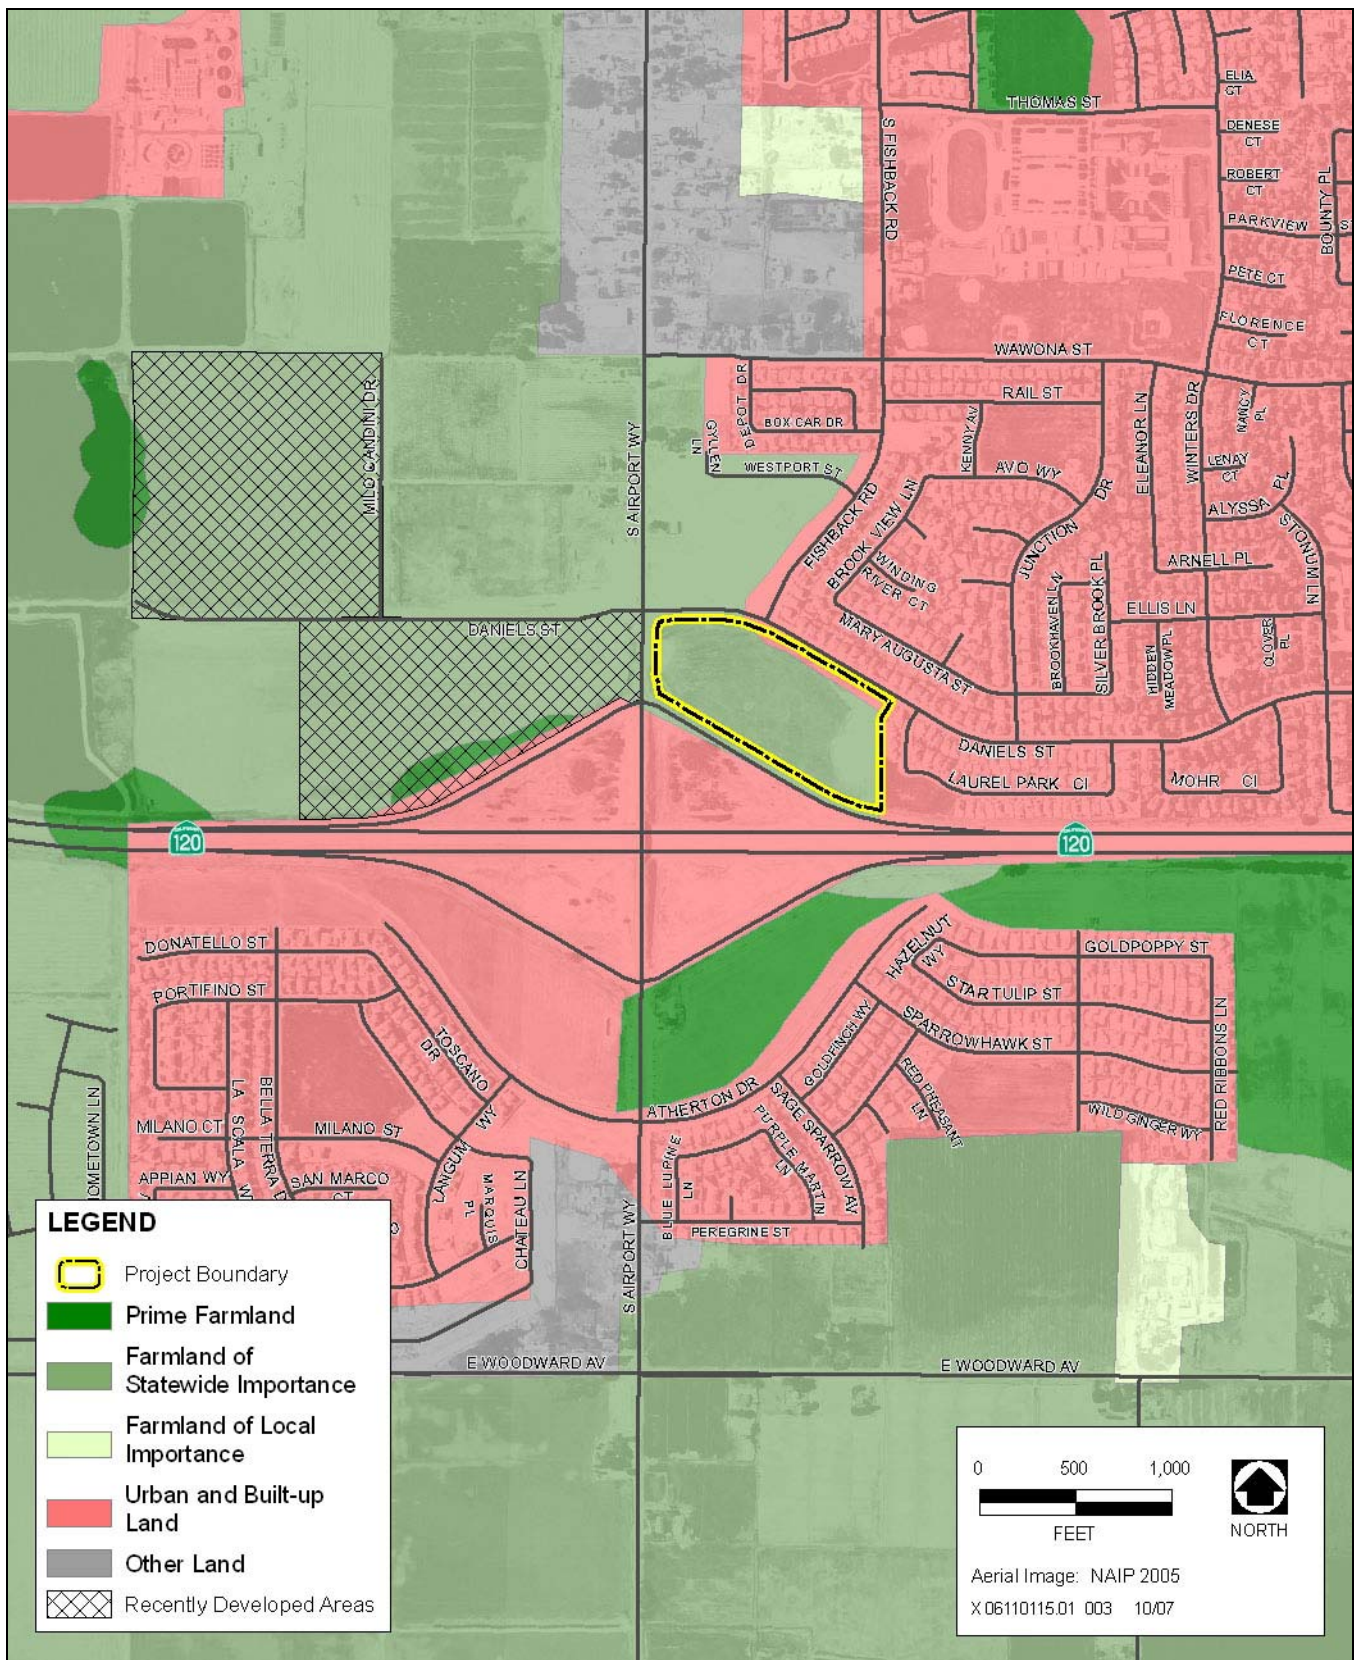 THOMAS ST
ELIA
CT
DENESE
CT
ROBERT
CT
S FISHBACK RD
BOUNTY PL
PARKVIEW S
PETE CT
FLORENCE
CT
WAWONA ST
DEPOT DR
RAIL ST
BOX CAR DR
KENNY AV
ELEANOR LN
WINTERS DR
NANCY
PL
MILO CANDINI DR
S AIRPORT WY
GYLLEN
LN
WESTPORT ST
AVO WY
LENAY
CT
ALYSSA PL
STONUM LN
FISHBACK RD
BROOK VIEW LN
JUNCTION DR
WINDING
RIVER CT
ARNELL PL
BROOKHAVEN LN
SILVER BROOK PL
ELLIS LN
DANIELS ST
MARY AUGUSTA ST
HIDDEN
MEADOW PL
CLOVER
PL
DANIELS ST
LAUREL PARK CI
MOHR CI
120
120
DONATELLO ST
PORTIFINO ST
HAZELNUT
WY
GOLDPOPPY ST
STAR TULIP ST
SPARROWHAWK ST
RED RIBBONS LN
TOSCANO
DR
GOLDFINCH WY
RED PHEASANT
LN
ATHERTON DR
SAGE SPARROW AV
PURPLE MARTIN
LN
WILD GINGER WY
HOMETOWN LN
MILANO CT
LA SCALA W
BELLA TERRA D
MILANO ST
LANGUM WY
BLUE LUPINE
LN
APPIAN WY
SAN MARCO
CT
MARQUIS
PL
CHATEAU LN
S AIRPORT WY
PEREGRINE ST
E WOODWARD AV
E WOODWARD AV
LEGEND
Project Boundary
Prime Farmland
Farmland of
Statewide Importance
Farmland of Local
Importance
Urban and Built-up
Land
Other Land
Recently Developed Areas
0 500 1,000
FEET
NORTH
Aerial Image: NAIP 2005
X 06110115.01 003 10/07